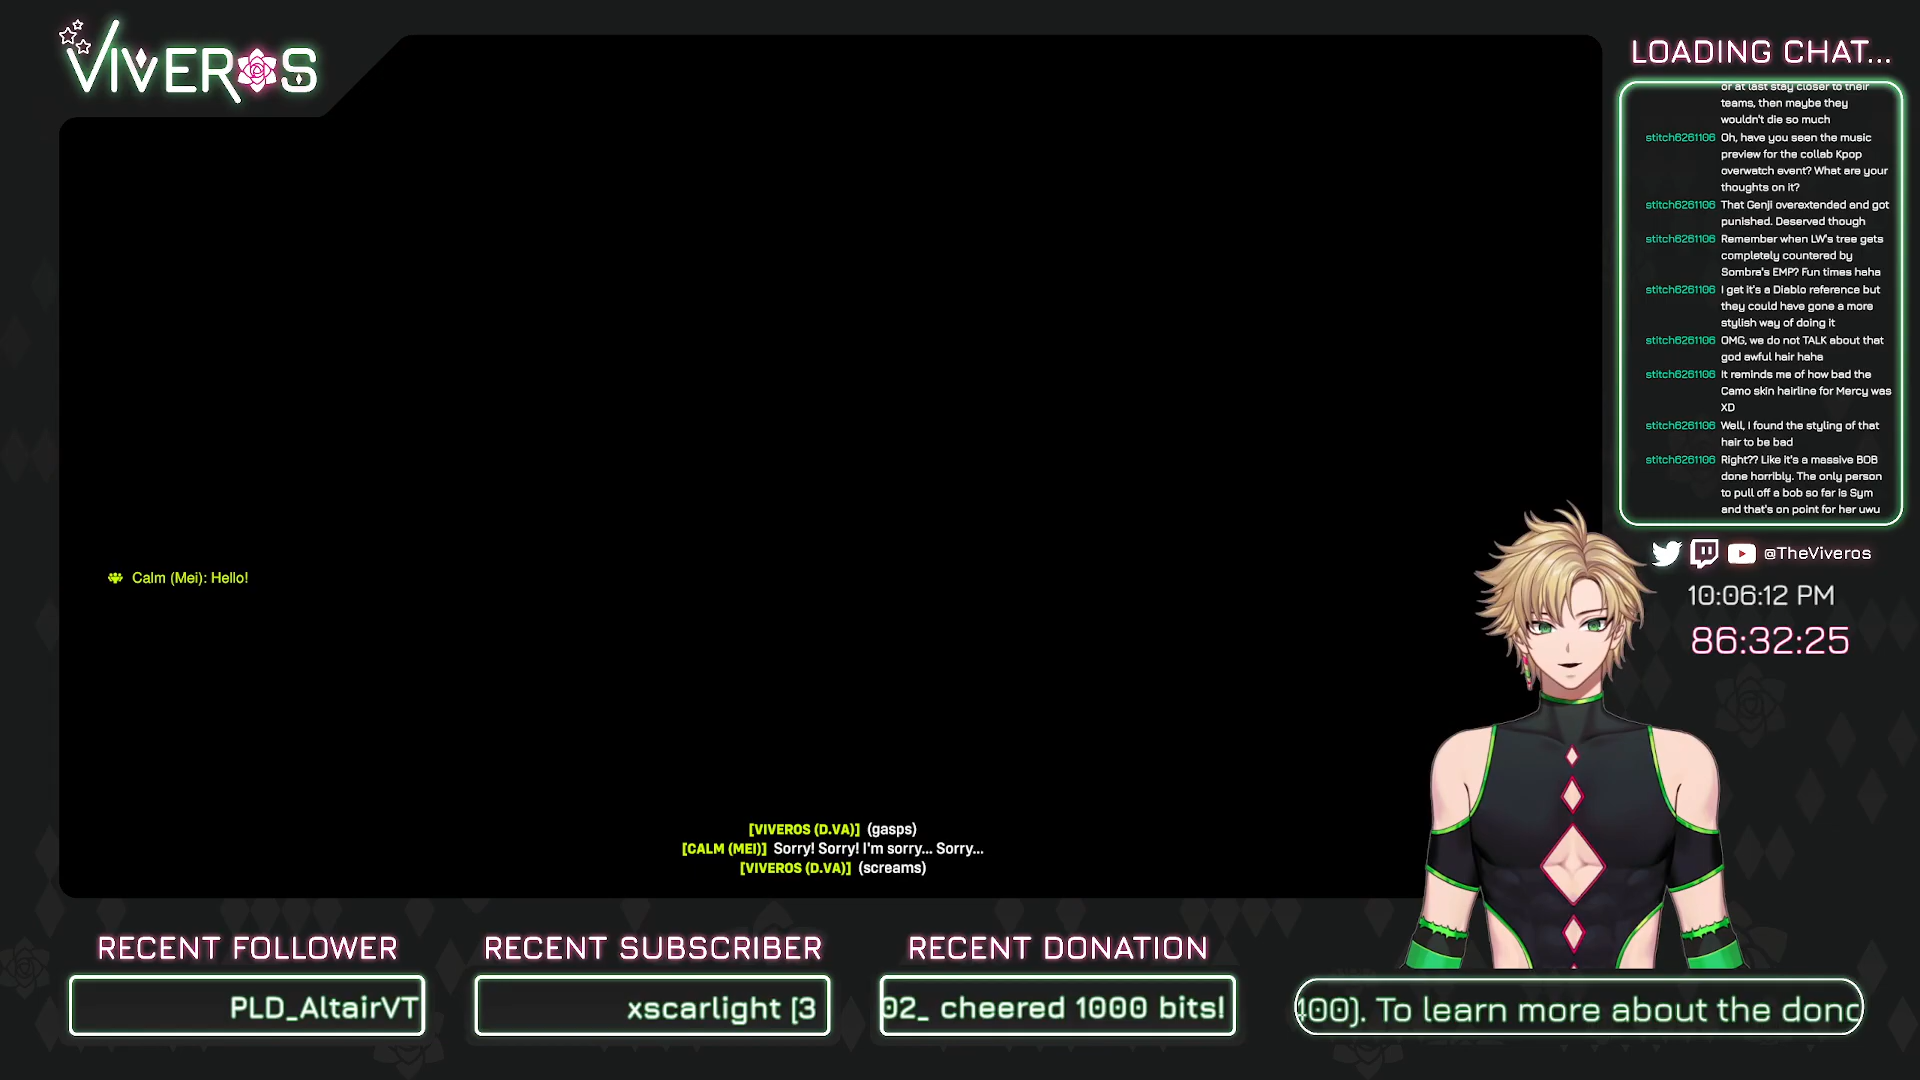 VIVEROS
LOADING CHAT...
or at last stay closer to their
teams, then maybe they
wouldn't die so much
stitch6261106 Oh, have you seen the music
preview for the collab Kpop
overwatch event? What are your
thoughts on it?
stitch6261106 That Genji overextended and got
punished. Deserved though
stitch6261106 Remember when LW's tree gets
completely countered by
Sombra's EMP? Fun times haha
stitch6261106 I get it's a Diablo reference but
they could have gone a more
stylish way of doing it
stitch6261106 OMG, we do not TALK about that
god awful hair haha
stitch6261106 It reminds me of how bad the
Camo skin hairline for Mercy was
XD
stitch6261106 Well, I found the styling of that
hair to be bad
stitch6261106 Right?? Like it's a massive BOB
done horribly. The only person
to pull off a bob so far is Sym
and that's on point for her uwu
@TheViveros
10:06:12 PM
86:32:25
Calm (Mei): Hello!
[VIVEROS (D.VA)] (gasps)
[CALM (MEI)] Sorry! Sorry! I'm sorry... Sorry...
[VIVEROS (D.VA)] (screams)
RECENT FOLLOWER
PLD_AltairVT
RECENT SUBSCRIBER
xscarlight [3
RECENT DONATION
02_ cheered 1000 bits!
400). To learn more about the dono